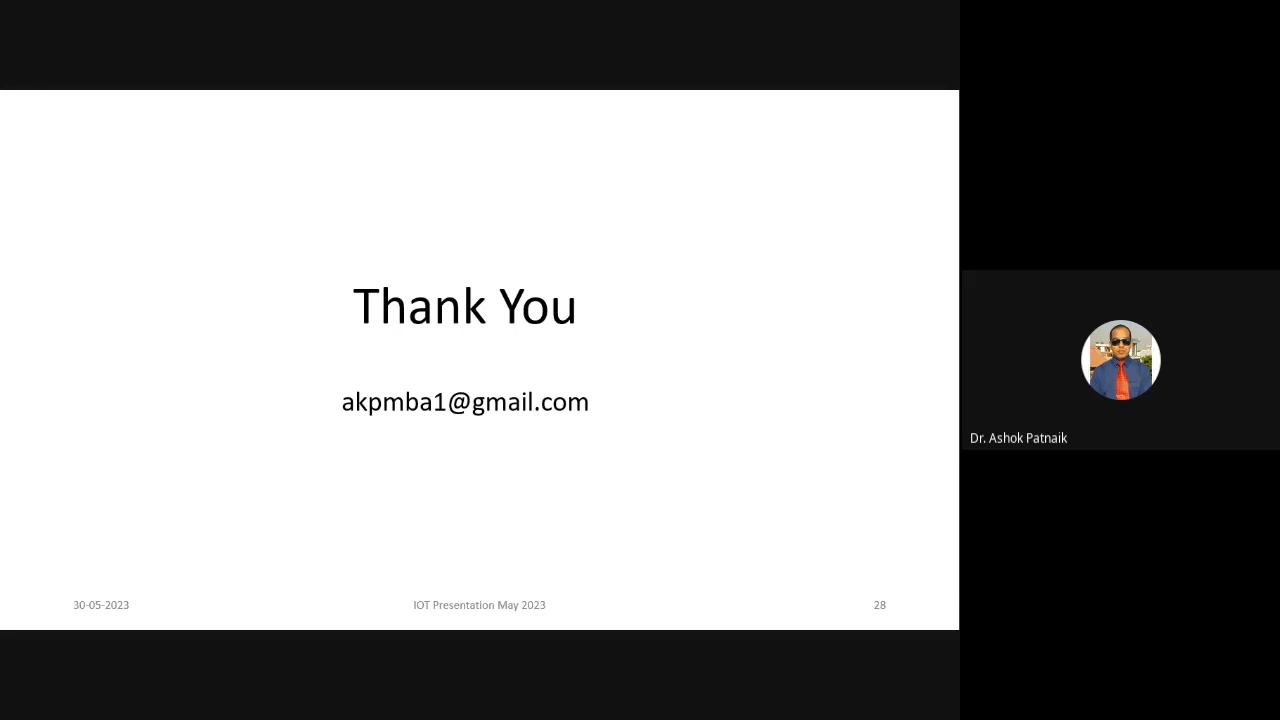 Thank You
akpmba1@gmail.com
30-05-2023
IOT Presentation May 2023
28
Dr. Ashok Patnaik